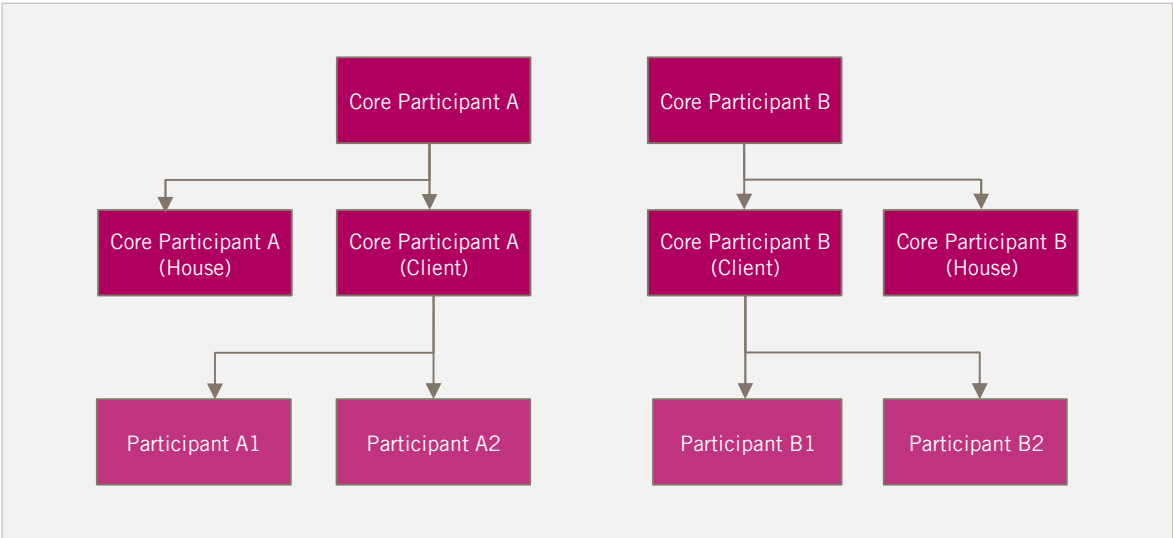 Core Participant A
Core Participant B
Core Participant A
(House)
Core Participant A
(Client)
Core Participant B
(Client)
Core Participant B
(House)
Participant A1
Participant A2
Participant B1
Participant B2